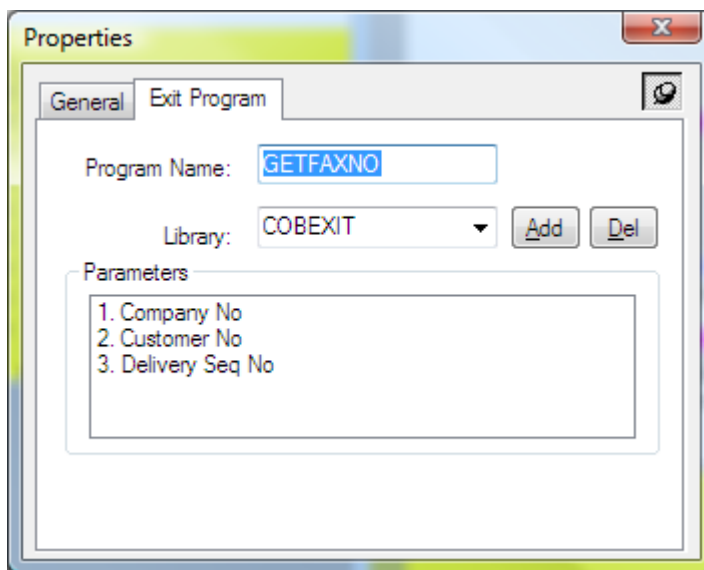 Properties
General Exit Program
Program Name: GETFAXNO
Library: COBEXIT Add Del
Parameters
1. Company No
2. Customer No
3. Delivery Seq No